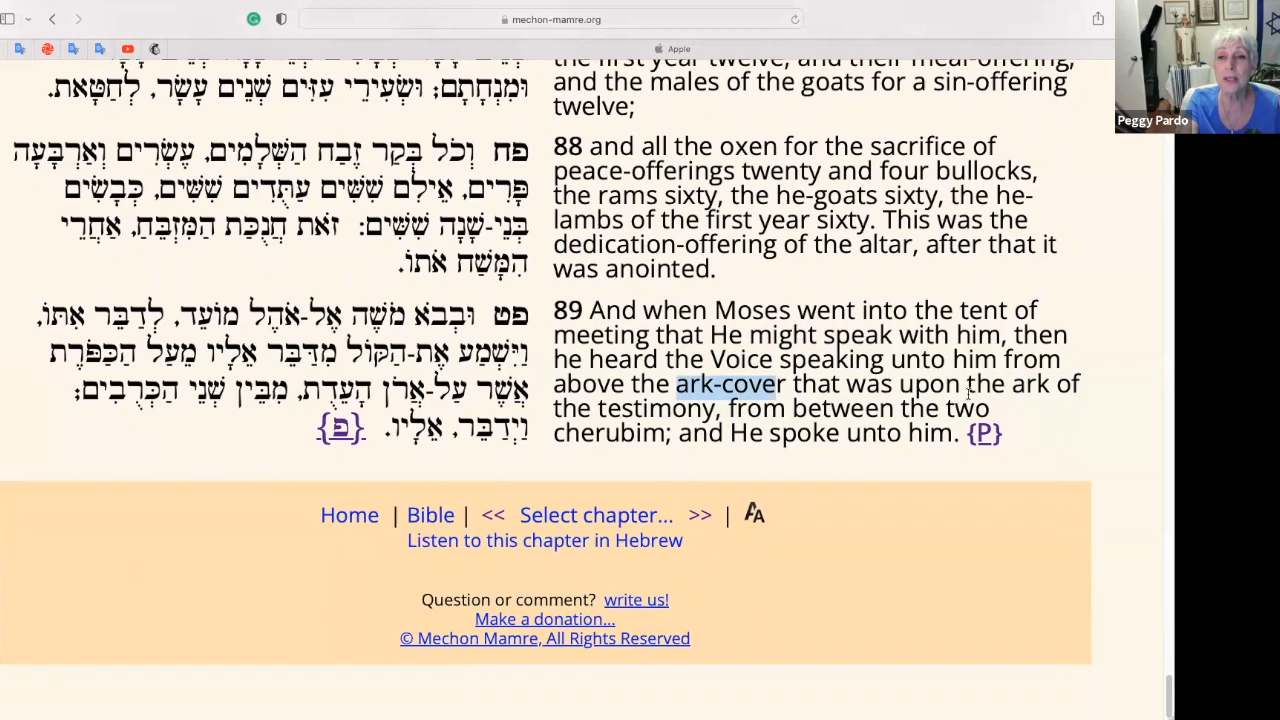 mechon-mamre.org
Apple
וּמִנְחָתָם; וּשְׂעִירֵי עִזִּים שְׁנֵים עָשָׂר, לְחַטָּאת.
the first year twelve, and their meal-offering;
and the males of the goats for a sin-offering
twelve;
פח וְכֹל בְּקַר זֶבַח הַשְּׁלָמִים, עֶשְׂרִים וְאַרְבָּעָה
פָּרִים, אֵילִם שִׁשִּׁים עַתֻּדִים שִׁשִּׁים, כְּבָשִׂים
בְּנֵי-שָׁנָה שִׁשִּׁים: זֹאת חֲנֻכַּת הַמִּזְבֵּחַ, אַחֲרֵי
הִמָּשַׁח אֹתוֹ.
88 and all the oxen for the sacrifice of
peace-offerings twenty and four bullocks,
the rams sixty, the he-goats sixty, the he-
lambs of the first year sixty. This was the
dedication-offering of the altar, after that it
was anointed.
פט וּבְבֹא מֹשֶׁה אֶל-אֹהֶל מוֹעֵד, לְדַבֵּר אִתּוֹ,
וַיִּשְׁמַע אֶת-הַקּוֹל מִדַּבֵּר אֵלָיו מֵעַל הַכַּפֹּרֶת
אֲשֶׁר עַל-אֲרֹן הָעֵדֻת, מִבֵּין שְׁנֵי הַכְּרֻבִים;
וַיְדַבֵּר, אֵלָיו. {פ}
89 And when Moses went into the tent of
meeting that He might speak with him, then
he heard the Voice speaking unto him from
above the ark-cover that was upon the ark of
the testimony, from between the two
cherubim; and He spoke unto him. {P}
Home | Bible | << Select chapter... >> | AA
Listen to this chapter in Hebrew
Question or comment? write us!
Make a donation...
© Mechon Mamre, All Rights Reserved
Peggy Pardo